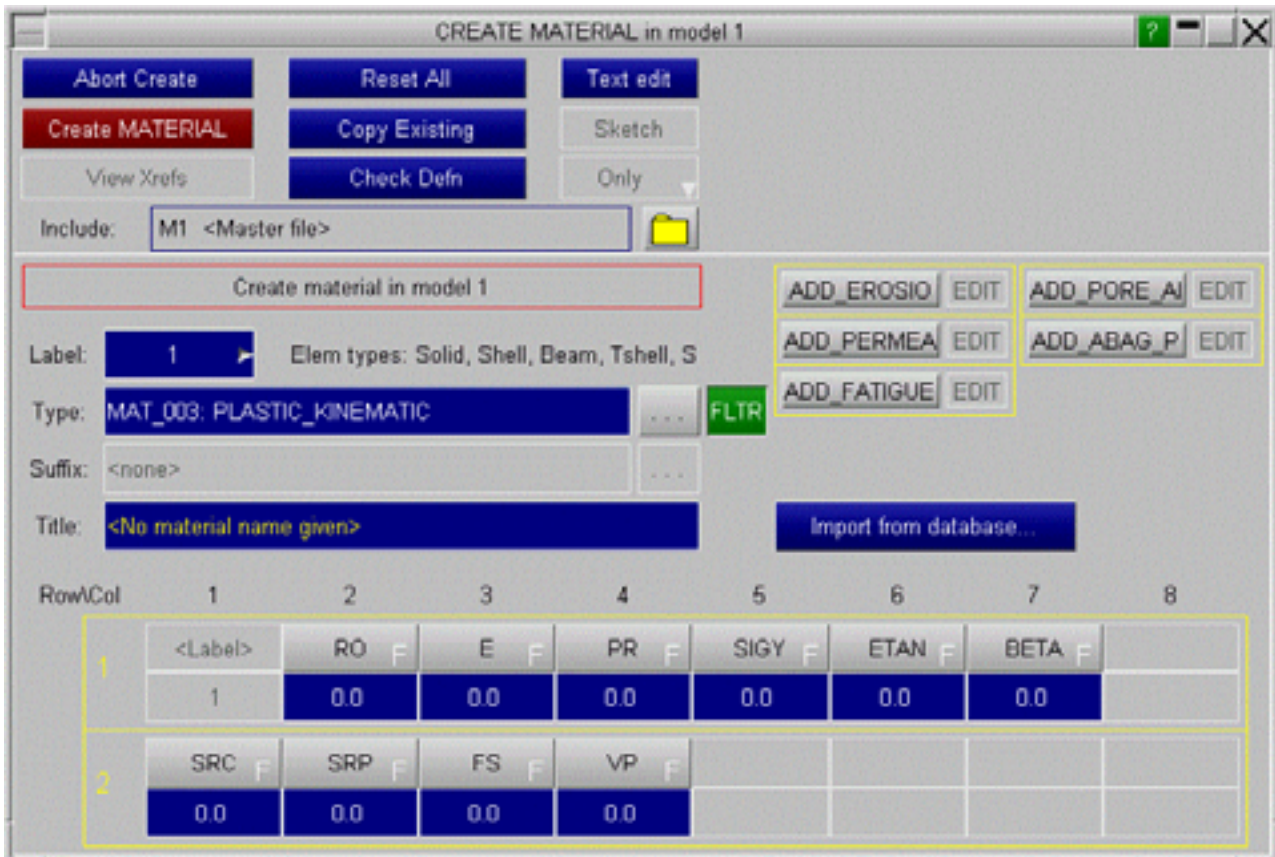 CREATE MATERIAL in model 1 ?
Abort Create Reset All Text edit
Create MATERIAL Copy Existing Sketch
View Xrefs Check Defn Only
Include: M1 <Master file>
Create material in model 1 ADD_EROSIO EDIT ADD_PORE_AI EDIT
Label: 1 Elem types: Solid, Shell, Beam, Tshell, S ADD_PERMEA EDIT ADD_ABAG_P EDIT
Type: MAT_003: PLASTIC_KINEMATIC ... FLTR ADD_FATIGUE EDIT
Suffix: <none> ...
Title: <No material name given> Import from database...
Row\Col 1 2 3 4 5 6 7 8
1 <Label> RO F E F PR F SIGY F ETAN F BETA F
1 0.0 0.0 0.0 0.0 0.0 0.0
2 SRC F SRP F FS F VP F
0.0 0.0 0.0 0.0